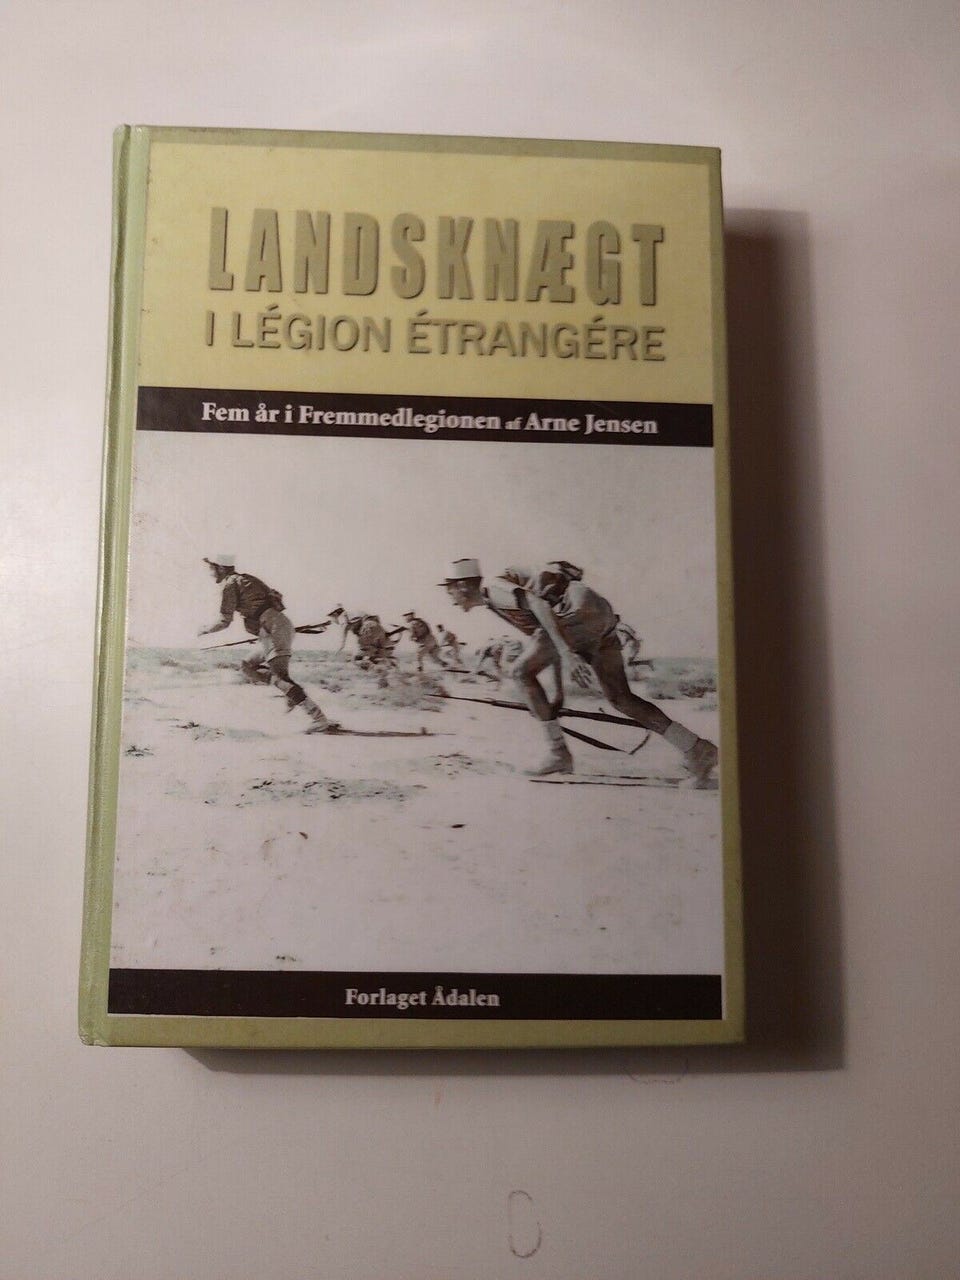 LANDSKNÆGT
I LÉGION ÉTRANGÉRE
Fem år i Fremmedlegionen af Arne Jensen
Forlaget Ådalen